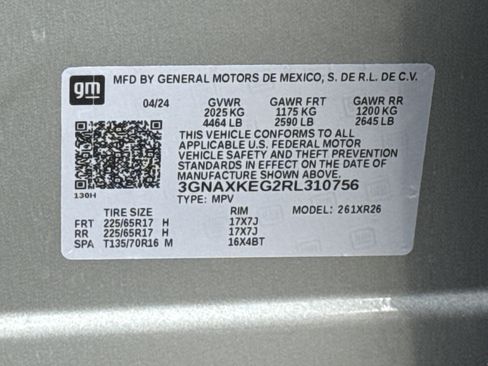 gm MFD BY GENERAL MOTORS DE MEXICO, S. DE R.L. DE C.V.
04/24 GVWR GAWR FRT GAWR RR
2025 KG 1175 KG 1200 KG
4464 LB 2590 LB 2645 LB
THIS VEHICLE CONFORMS TO ALL
APPLICABLE U.S. FEDERAL MOTOR
VEHICLE SAFETY AND THEFT PREVENTION
STANDARDS IN EFFECT ON THE DATE OF
MANUFACTURE SHOWN ABOVE.
3GNAXKEG2RL310756
130H TYPE: MPV MODEL: 261XR26
TIRE SIZE RIM
FRT 225/65R17 H 17X7J
RR 225/65R17 H 17X7J
SPA T135/70R16 M 16X4BT